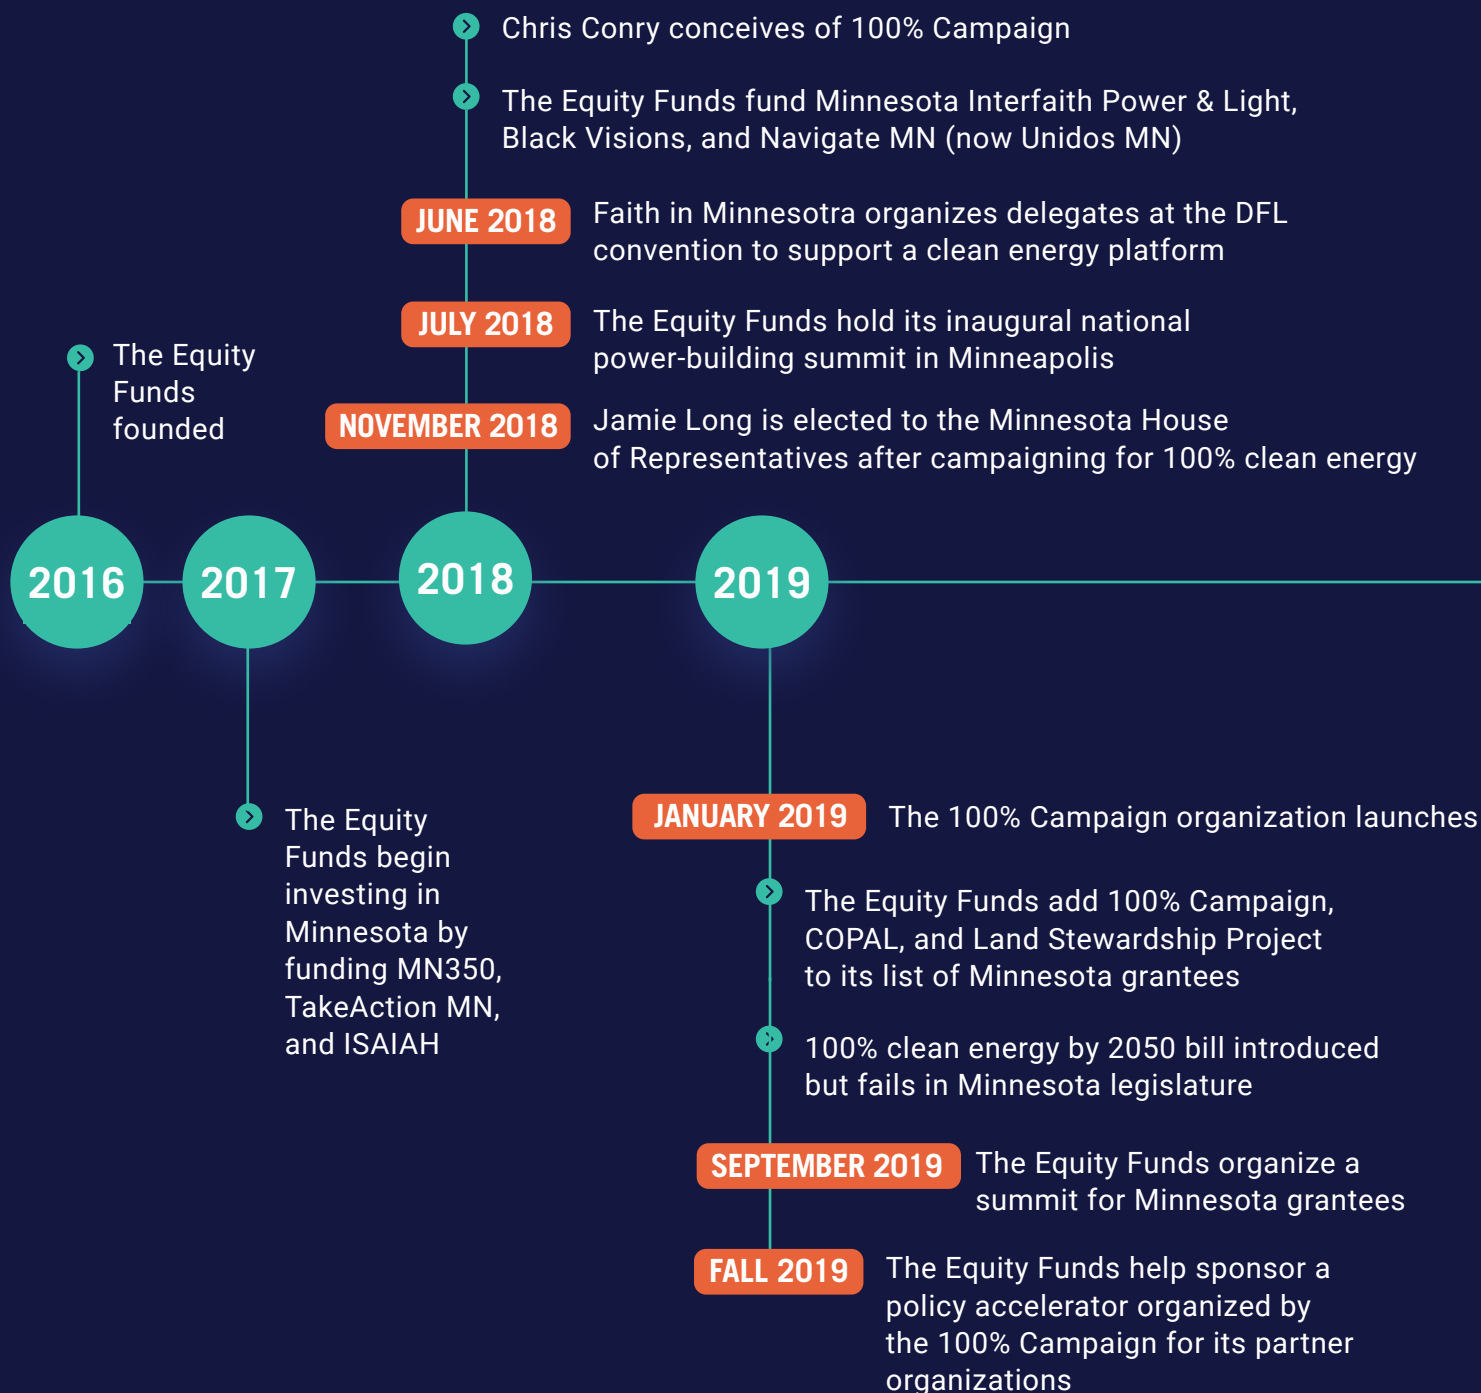 Chris Conry conceives of 100% Campaign
The Equity Funds fund Minnesota Interfaith Power & Light,
Black Visions, and Navigate MN (now Unidos MN)
JUNE 2018
Faith in Minnesotra organizes delegates at the DFL
convention to support a clean energy platform
JULY 2018
The Equity Funds hold its inaugural national
power-building summit in Minneapolis
The Equity
Funds
founded
NOVEMBER 2018
Jamie Long is elected to the Minnesota House
of Representatives after campaigning for 100% clean energy
2016
2017
2018
2019
The Equity
Funds begin
investing in
Minnesota by
funding MN350,
TakeAction MN,
and ISAIAH
JANUARY 2019
The 100% Campaign organization launches
The Equity Funds add 100% Campaign,
COPAL, and Land Stewardship Project
to its list of Minnesota grantees
100% clean energy by 2050 bill introduced
but fails in Minnesota legislature
SEPTEMBER 2019
The Equity Funds organize a
summit for Minnesota grantees
FALL 2019
The Equity Funds help sponsor a
policy accelerator organized by
the 100% Campaign for its partner
organizations